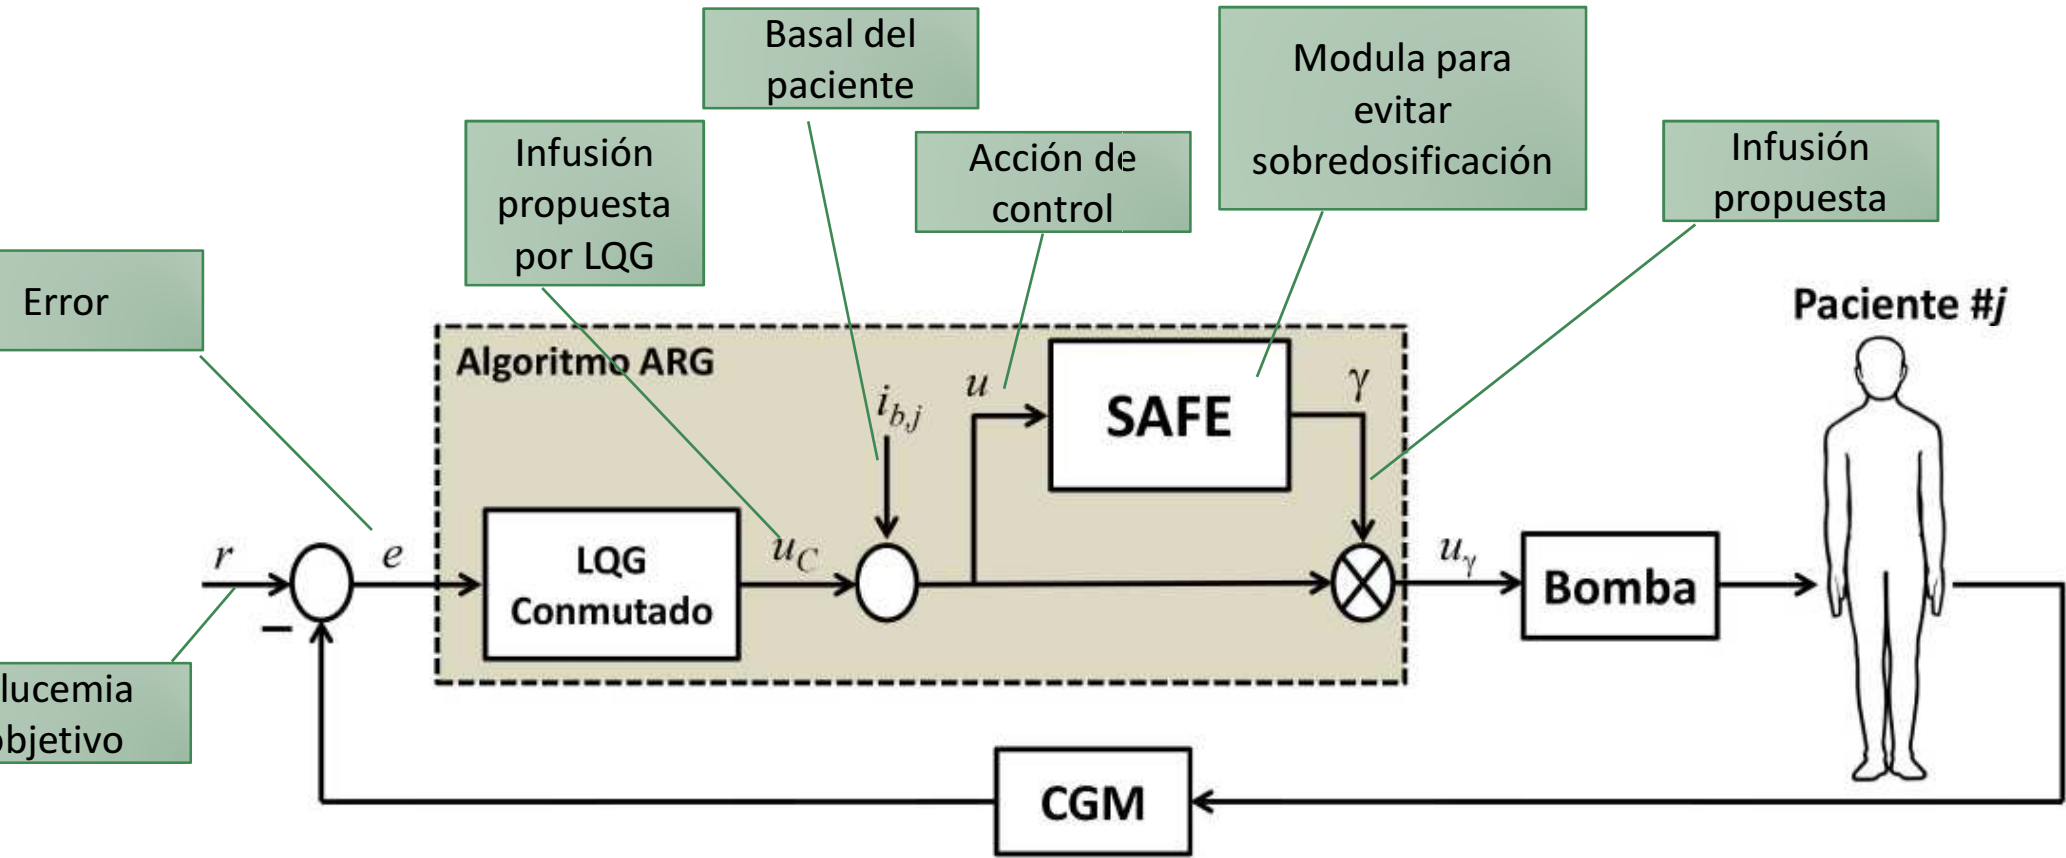 Basal del
paciente
Modula para
evitar
sobredosificación
Infusión
propuesta
por LQG
Acción de
control
Infusión
propuesta
Error
Paciente #j
Algoritmo ARG
i_{b,j}
u
SAFE
γ
r
e
LQG
Conmutado
u_C
u_γ
Bomba
−
lucemia
bjetivo
CGM